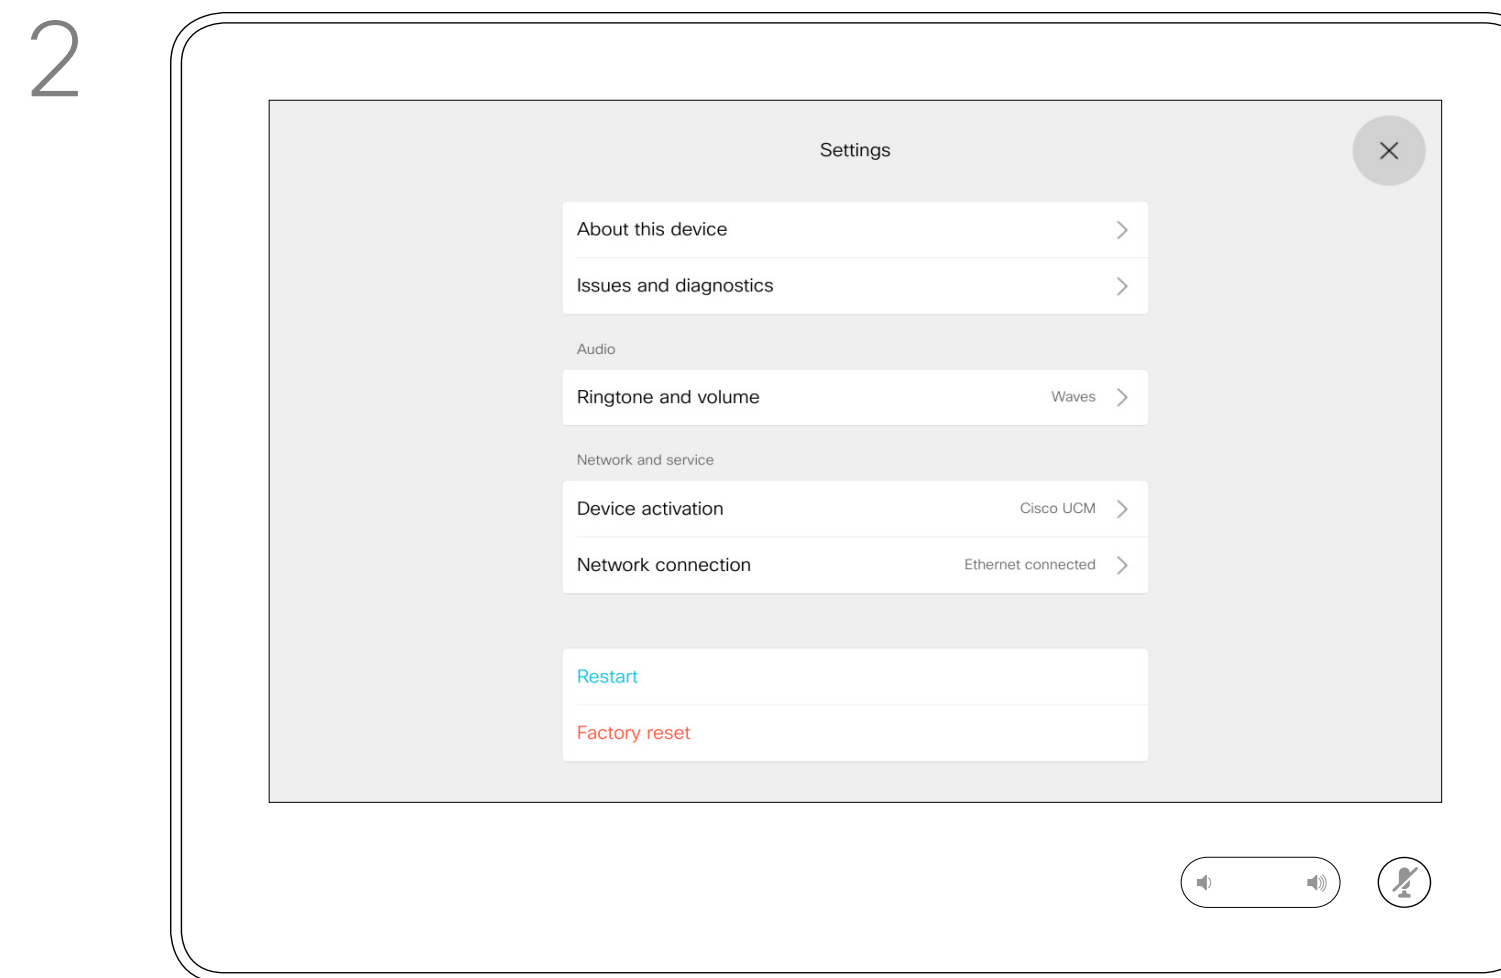 2
Settings
About this device
Issues and diagnostics
Audio
Ringtone and volume Waves
Network and service
Device activation Cisco UCM
Network connection Ethernet connected
Restart
Factory reset